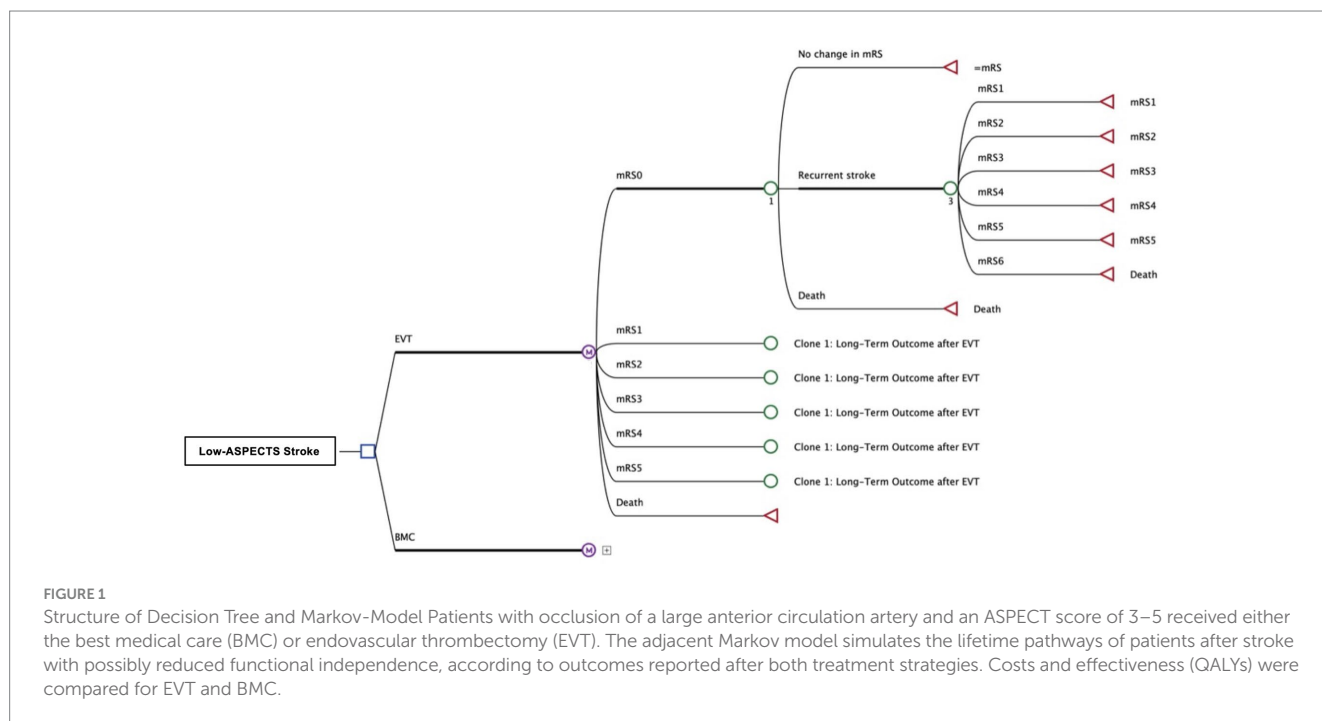 No change in mRS
=mRS
mRS1
mRS1
mRS2
mRS2
mRS3
mRS3
mRS0
Recurrent stroke
1
3
mRS4
mRS4
mRS5
mRS5
mRS6
Death
Death
Death
EVT
M
mRS1
Clone 1: Long-Term Outcome after EVT
mRS2
Clone 1: Long-Term Outcome after EVT
mRS3
Clone 1: Long-Term Outcome after EVT
mRS4
Clone 1: Long-Term Outcome after EVT
mRS5
Clone 1: Long-Term Outcome after EVT
Death
Low-ASPECTS Stroke
BMC
M
FIGURE 1
Structure of Decision Tree and Markov-Model Patients with occlusion of a large anterior circulation artery and an ASPECT score of 3–5 received either
the best medical care (BMC) or endovascular thrombectomy (EVT). The adjacent Markov model simulates the lifetime pathways of patients after stroke
with possibly reduced functional independence, according to outcomes reported after both treatment strategies. Costs and effectiveness (QALYs) were
compared for EVT and BMC.